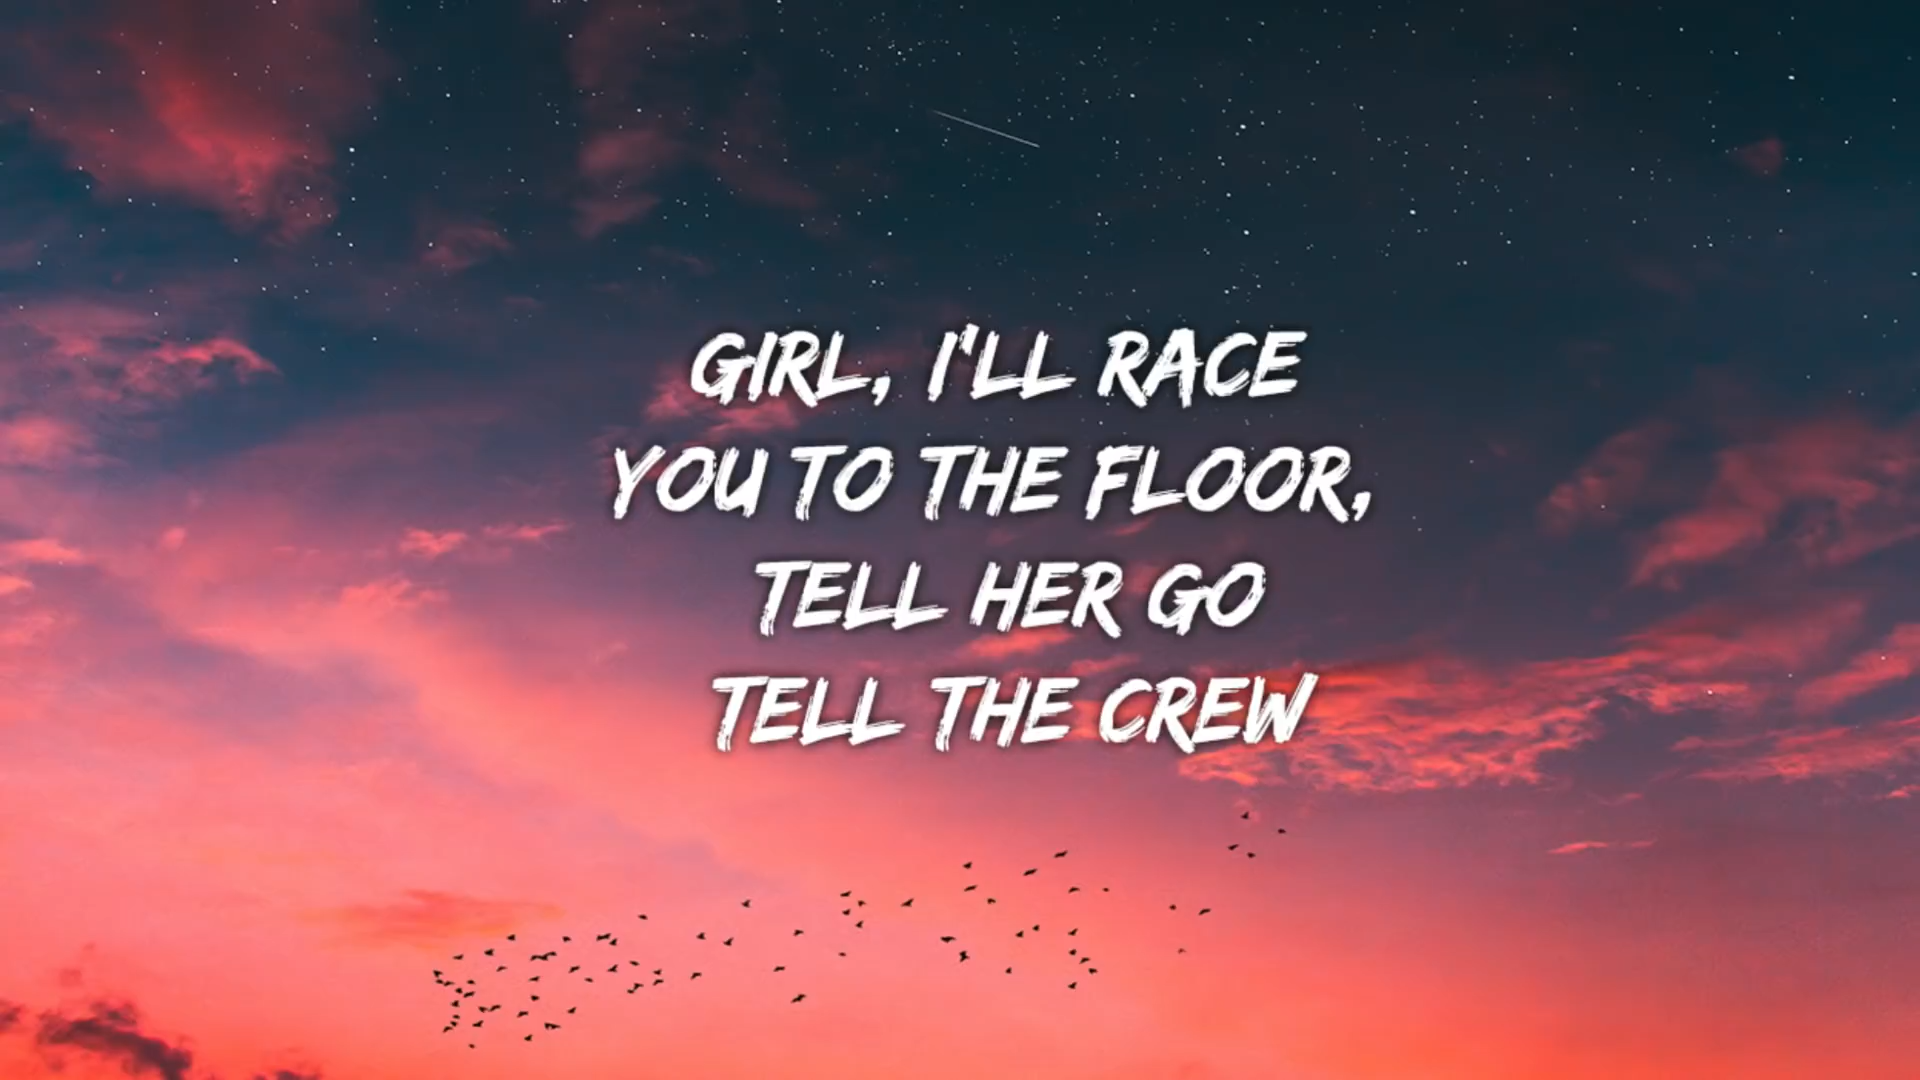 GIRL, I'LL RACE
YOU TO THE FLOOR,
TELL HER GO
TELL THE CREW